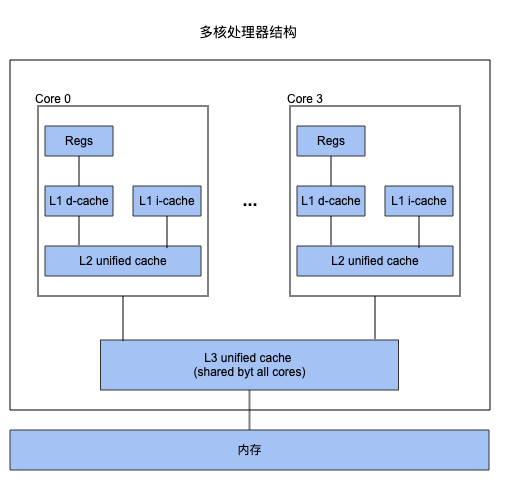 多核处理器结构
Core 0
Core 3
Regs
Regs
L1 d-cache
L1 i-cache
...
L1 d-cache
L1 i-cache
L2 unified cache
L2 unified cache
L3 unified cache
(shared byt all cores)
内存